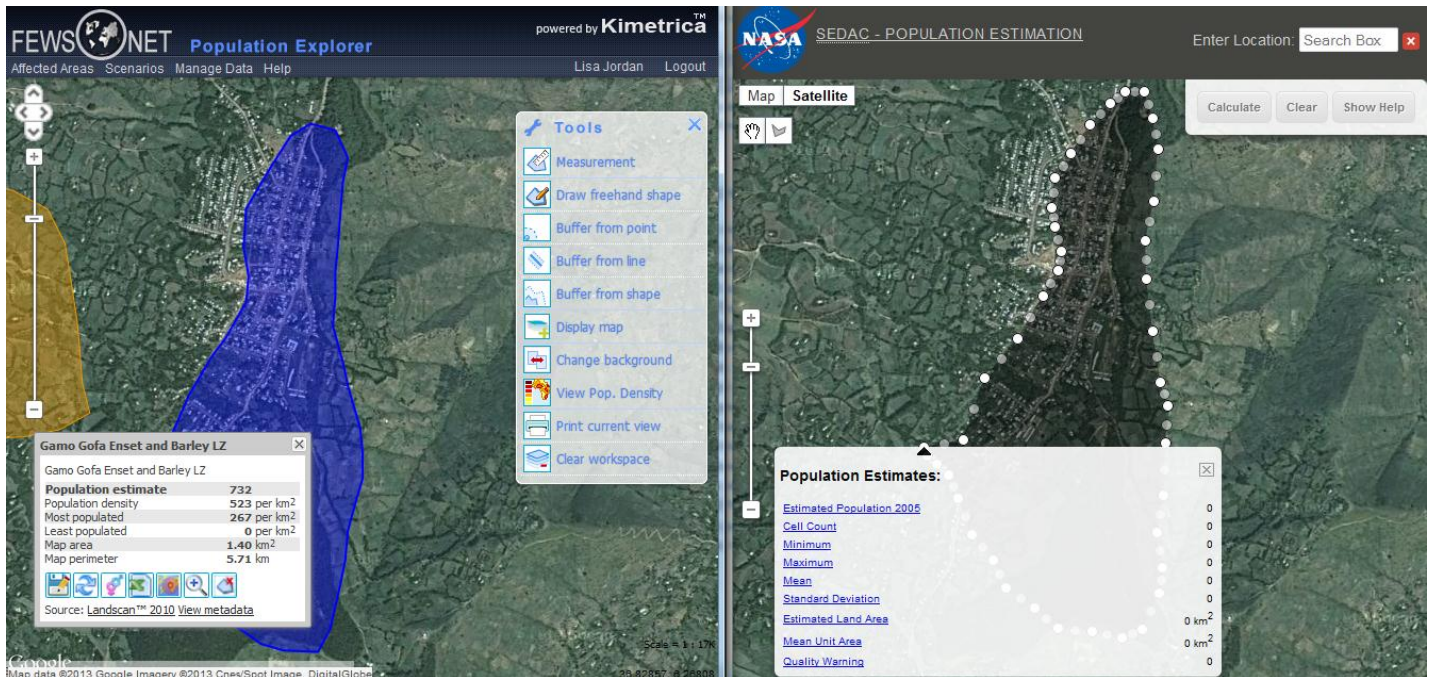 FEWS NET Population Explorer
powered by Kimetrica™
Affected Areas Scenarios Manage Data Help
Lisa Jordan Logout
Tools
Measurement
Draw freehand shape
Buffer from point
Buffer from line
Buffer from shape
Display map
Change background
View Pop. Density
Print current view
Clear workspace
Gamo Gofa Enset and Barley LZ
Gamo Gofa Enset and Barley LZ
Population estimate 732
Population density 523 per km2
Most populated 267 per km2
Least populated 0 per km2
Map area 1.40 km2
Map perimeter 5.71 km
Source: Landscan™ 2010 View metadata
Scale = 1 : 17K
Google
Map data ©2013 Google Imagery ©2013 Cnes/Spot Image, DigitalGlobe
NASA
SEDAC - POPULATION ESTIMATION
Enter Location: Search Box
Map Satellite
Calculate Clear Show Help
Population Estimates:
Estimated Population 2005 0
Cell Count 0
Minimum 0
Maximum 0
Mean 0
Standard Deviation 0
Estimated Land Area 0 km2
Mean Unit Area 0 km2
Quality Warning 0